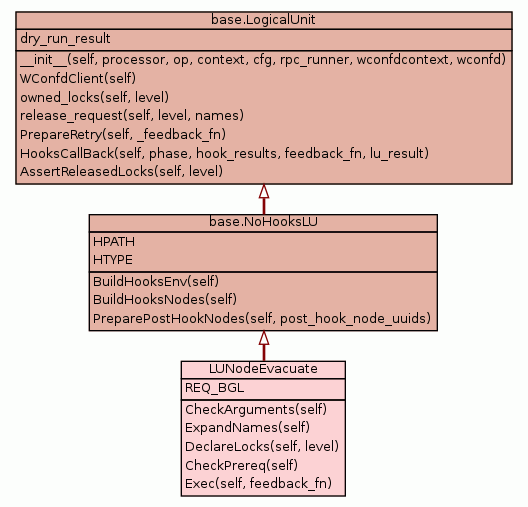 base.LogicalUnit
dry_run_result
__init__(self, processor, op, context, cfg, rpc_runner, wconfdcontext, wconfd)
WConfdClient(self)
owned_locks(self, level)
release_request(self, level, names)
PrepareRetry(self, _feedback_fn)
HooksCallBack(self, phase, hook_results, feedback_fn, lu_result)
AssertReleasedLocks(self, level)
base.NoHooksLU
HPATH
HTYPE
BuildHooksEnv(self)
BuildHooksNodes(self)
PreparePostHookNodes(self, post_hook_node_uuids)
LUNodeEvacuate
REQ_BGL
CheckArguments(self)
ExpandNames(self)
DeclareLocks(self, level)
CheckPrereq(self)
Exec(self, feedback_fn)